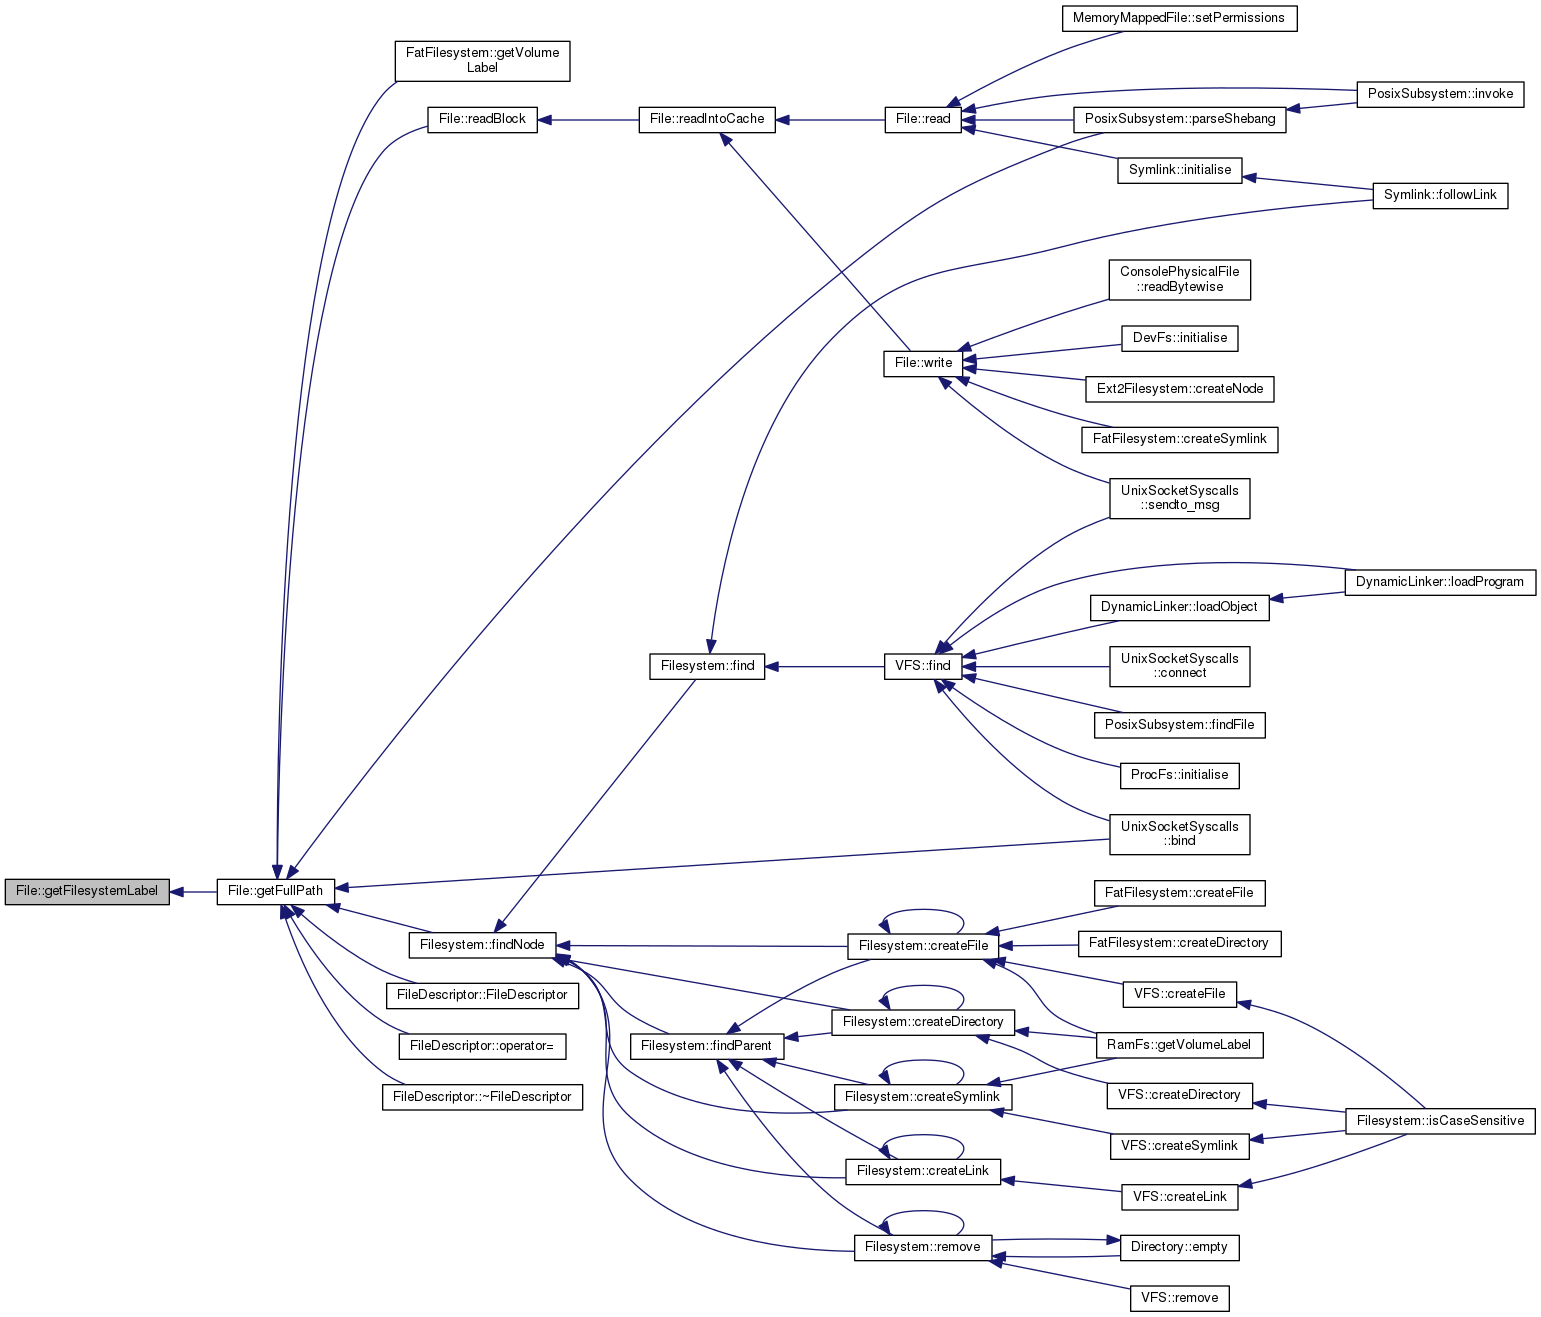 MemoryMappedFile::setPermissions
FatFilesystem::getVolume
Label
PosixSubsystem::invoke
File::readBlock
File::readIntoCache
File::read
PosixSubsystem::parseShebang
Symlink::initialise
Symlink::followLink
ConsolePhysicalFile
::readBytewise
DevFs::initialise
File::write
Ext2Filesystem::createNode
FatFilesystem::createSymlink
UnixSocketSyscalls
::sendto_msg
DynamicLinker::loadProgram
DynamicLinker::loadObject
Filesystem::find
VFS::find
UnixSocketSyscalls
::connect
PosixSubsystem::findFile
ProcFs::initialise
UnixSocketSyscalls
::bind
File::getFilesystemLabel
File::getFullPath
FatFilesystem::createFile
Filesystem::findNode
Filesystem::createFile
FatFilesystem::createDirectory
FileDescriptor::FileDescriptor
VFS::createFile
Filesystem::createDirectory
FileDescriptor::operator=
Filesystem::findParent
RamFs::getVolumeLabel
FileDescriptor::~FileDescriptor
Filesystem::createSymlink
VFS::createDirectory
Filesystem::isCaseSensitive
VFS::createSymlink
Filesystem::createLink
VFS::createLink
Filesystem::remove
Directory::empty
VFS::remove